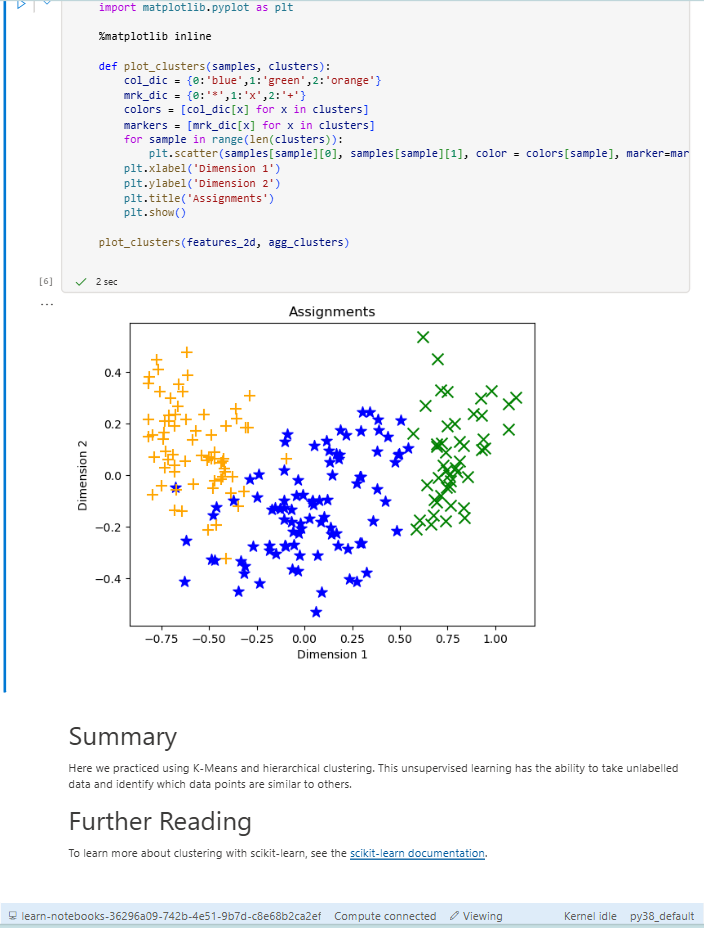 import matplotlib.pyplot as plt
%matplotlib inline
def plot_clusters(samples, clusters):
col_dic = {0:'blue',1:'green',2:'orange'}
mrk_dic = {0:'*',1:'x',2:'+'}
colors = [col_dic[x] for x in clusters]
markers = [mrk_dic[x] for x in clusters]
for sample in range(len(clusters)):
plt.scatter(samples[sample][0], samples[sample][1], color = colors[sample], marker=mar
plt.xlabel('Dimension 1')
plt.ylabel('Dimension 2')
plt.title('Assignments')
plt.show()
plot_clusters(features_2d, agg_clusters)
[6]
2 sec
...
Assignments
0.4
0.2
0.0
−0.2
−0.4
Dimension 2
−0.75 −0.50 −0.25 0.00 0.25 0.50 0.75 1.00
Dimension 1
Summary
Here we practiced using K-Means and hierarchical clustering. This unsupervised learning has the ability to take unlabelled
data and identify which data points are similar to others.
Further Reading
To learn more about clustering with scikit-learn, see the scikit-learn documentation.
learn-notebooks-36296a09-742b-4e51-9b7d-c8e68b2ca2ef Compute connected Viewing Kernel idle py38_default